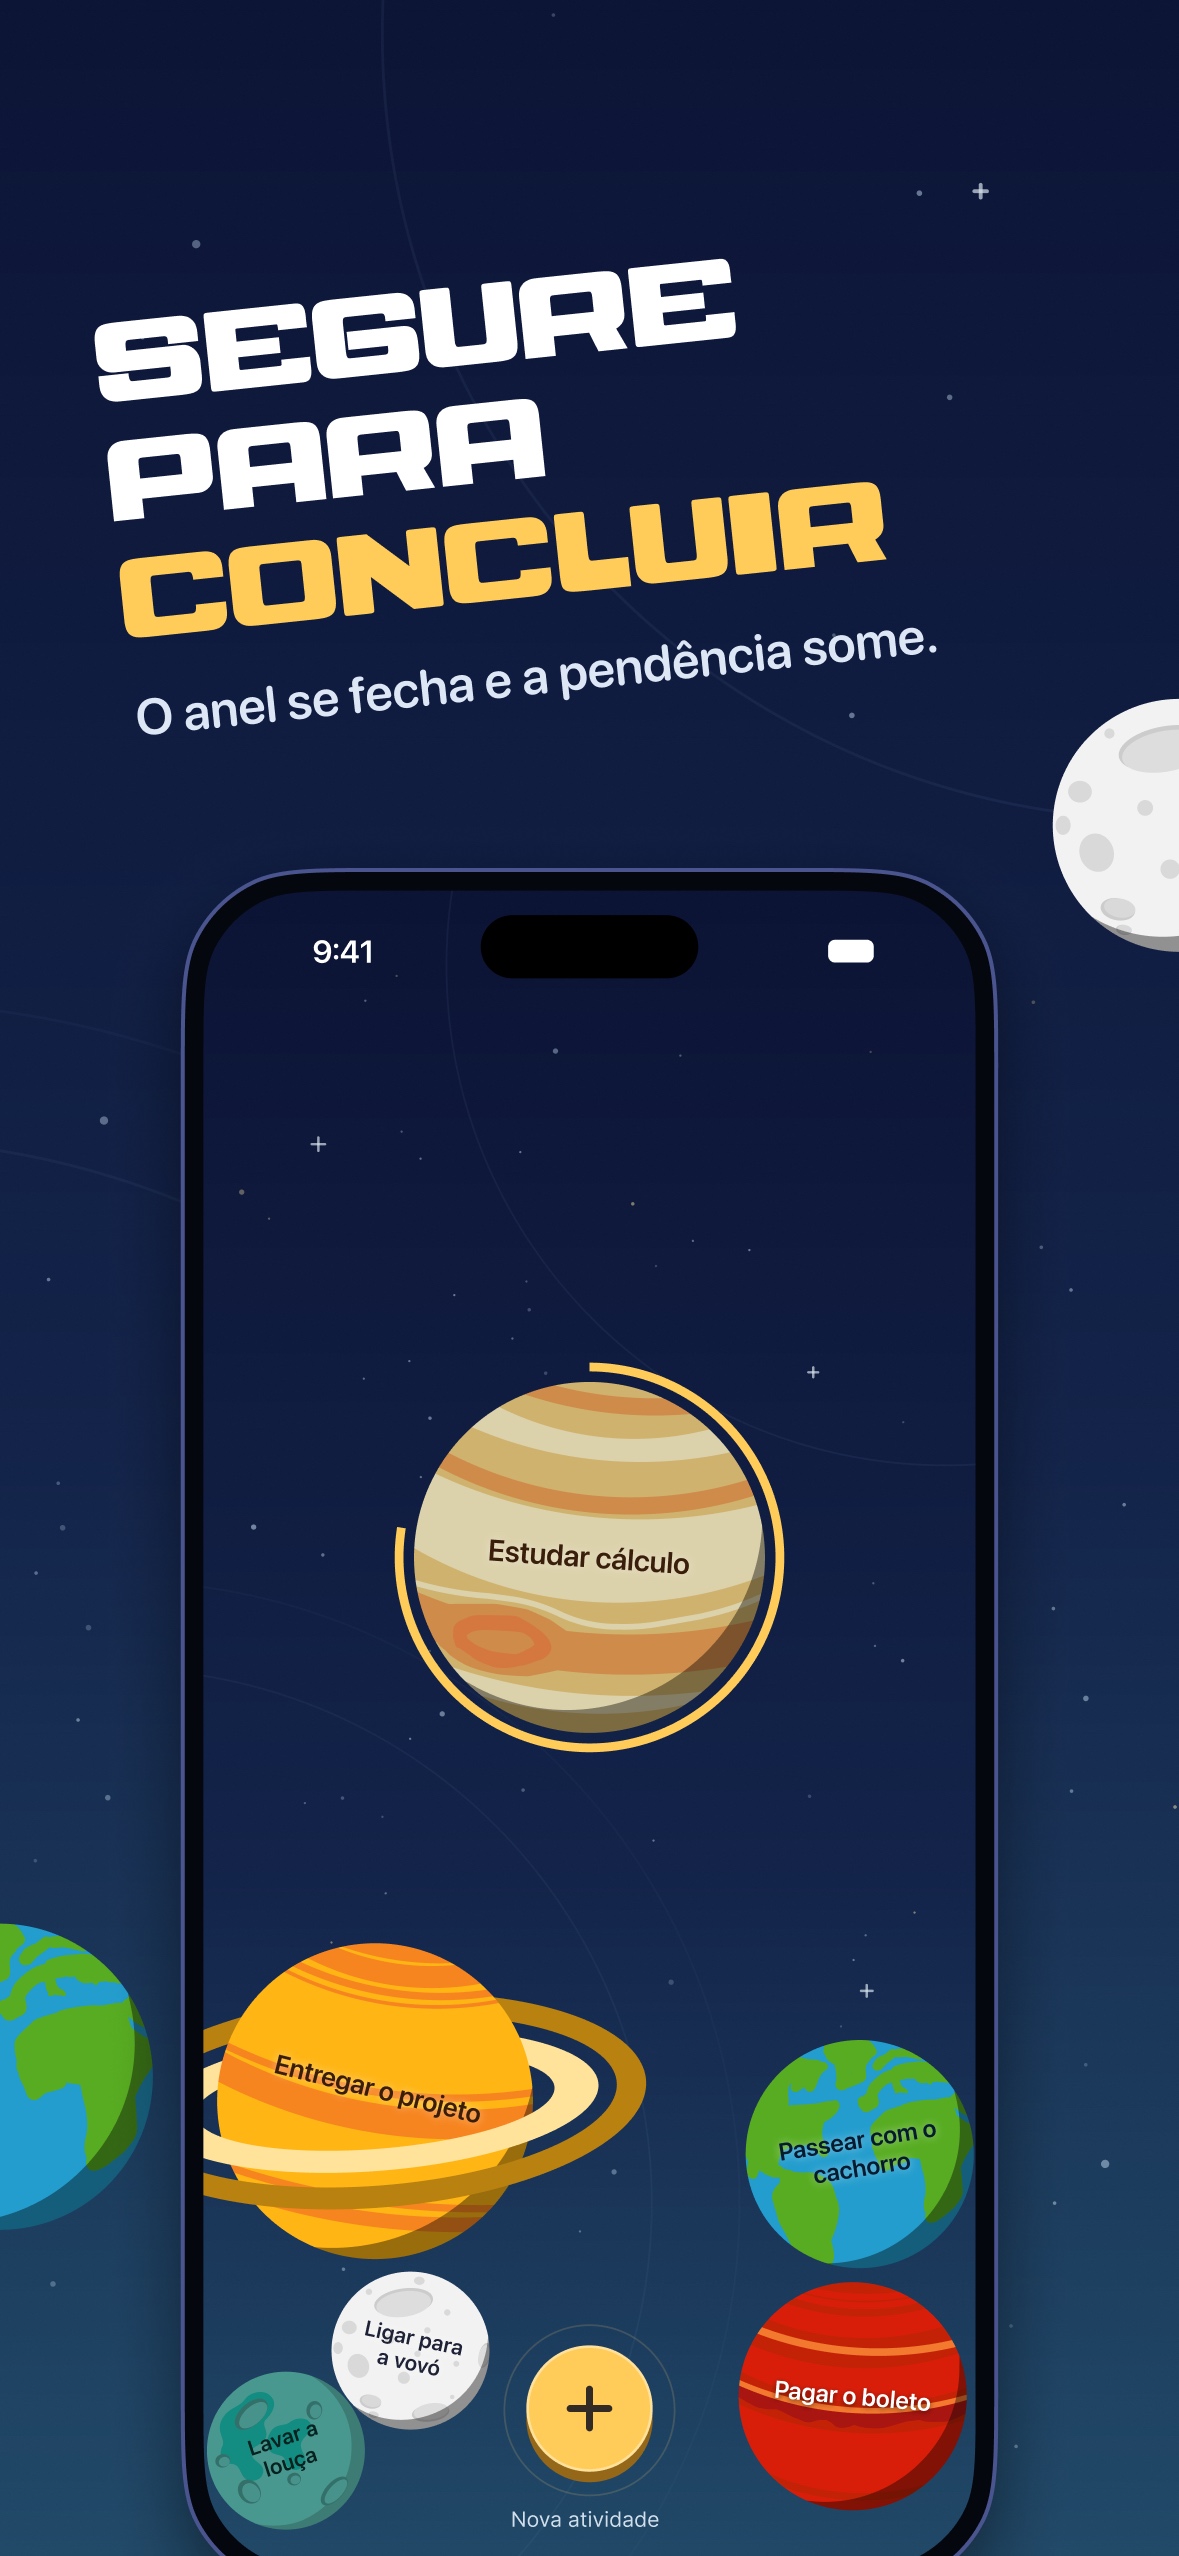 SEGURE
PARA
CONCLUIR
O anel se fecha e a pendência some.
9:41
Estudar cálculo
Entregar o projeto
Passear com o
cachorro
Ligar para
a vovó
Pagar o boleto
Lavar a
louça
Nova atividade